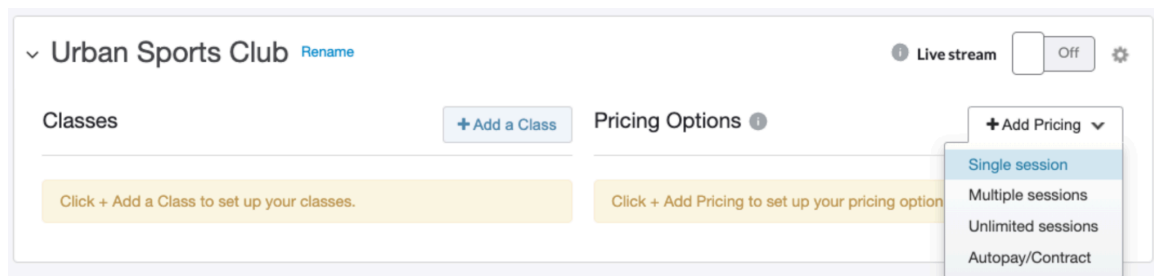 Urban Sports Club Rename
Live stream Off
Classes
+ Add a Class
Pricing Options
+ Add Pricing
Click + Add a Class to set up your classes.
Click + Add Pricing to set up your pricing option
Single session
Multiple sessions
Unlimited sessions
Autopay/Contract